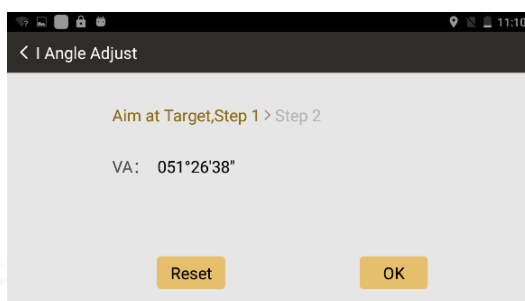 11:10
I Angle Adjust
Aim at Target,Step 1 > Step 2
VA: 051°26'38"
Reset OK